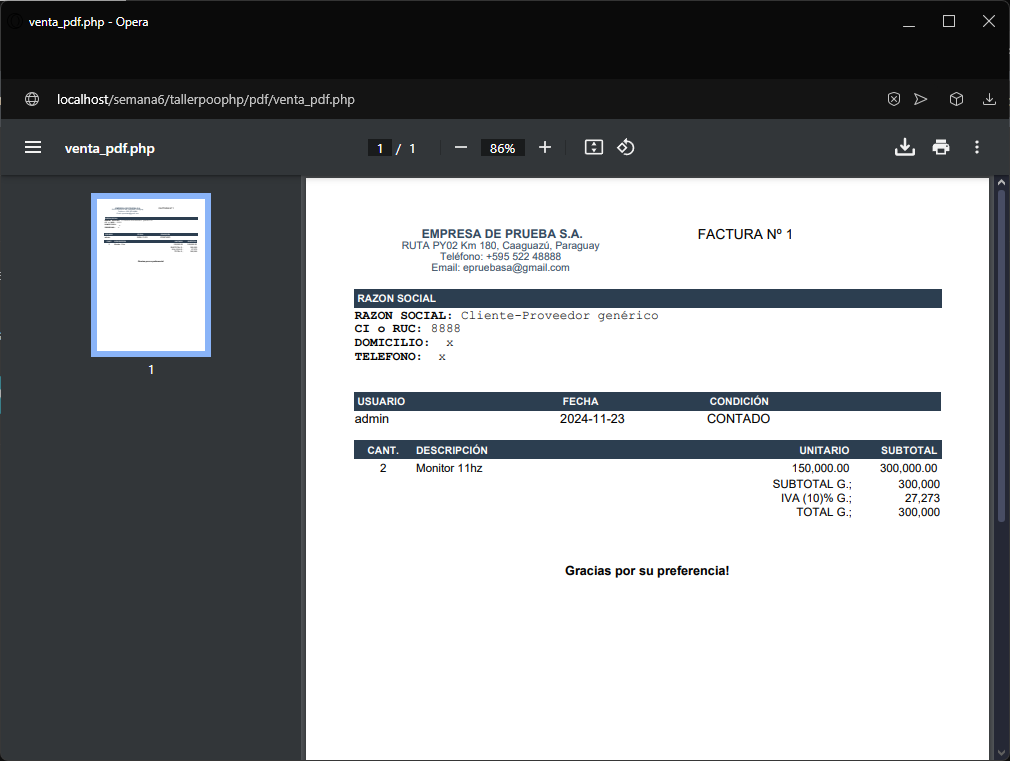 venta_pdf.php - Opera
localhost/semana6/tallerpoophp/pdf/venta_pdf.php
venta_pdf.php
1 / 1
86%
1
EMPRESA DE PRUEBA S.A.
RUTA PY02 Km 180, Caaguazú, Paraguay
Teléfono: +595 522 48888
Email: epruebasa@gmail.com
FACTURA Nº 1
RAZON SOCIAL
RAZON SOCIAL: Cliente-Proveedor genérico
CI o RUC: 8888
DOMICILIO: x
TELEFONO: x
USUARIO FECHA CONDICIÓN
admin 2024-11-23 CONTADO
CANT. DESCRIPCIÓN UNITARIO SUBTOTAL
2 Monitor 11hz 150,000.00 300,000.00
SUBTOTAL G.; 300,000
IVA (10)% G.; 27,273
TOTAL G.; 300,000
Gracias por su preferencia!